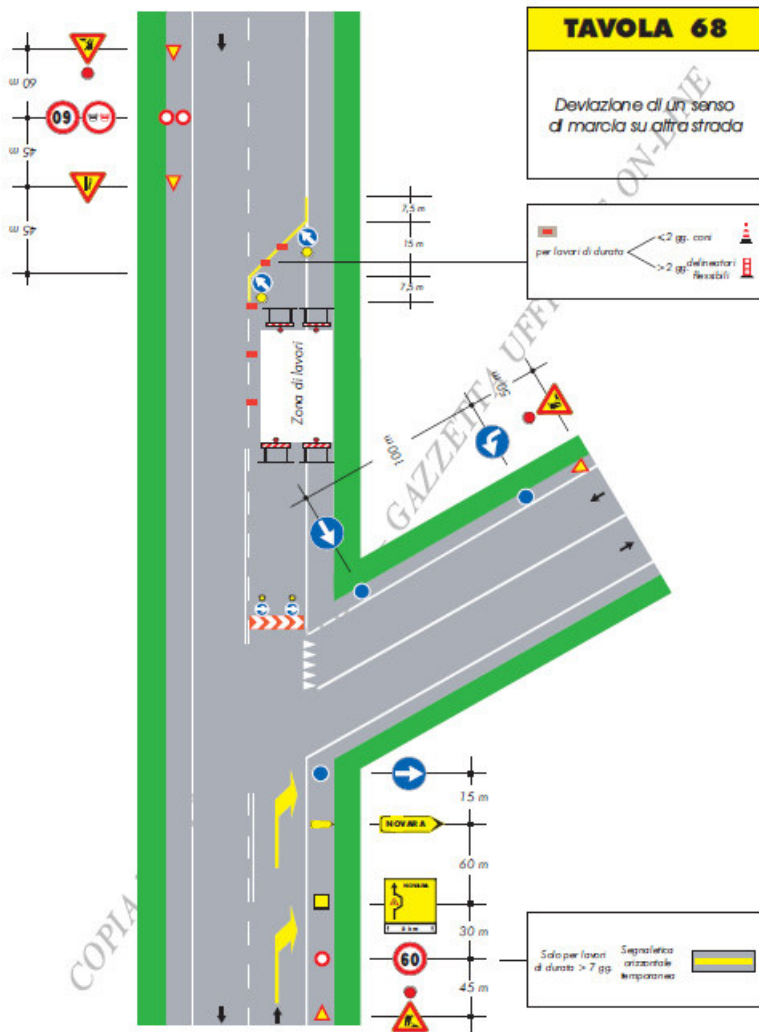 TAVOLA 68
Deviazione di un senso
di marcia su altra strada
per lavori di durata
<2 gg. coni
>2 gg. delineatori
flessibili
60 m
60
45 m
45 m
7,5 m
15 m
7,5 m
Zona di lavori
50 m
100 m
15 m
NOVARA
60 m
NOVARA
30 m
60
45 m
Solo per lavori
di durata > 7 gg.
Segnaletica
orizzontale
temporanea
COPIA
GAZZETTA UFFI
ON-LINE